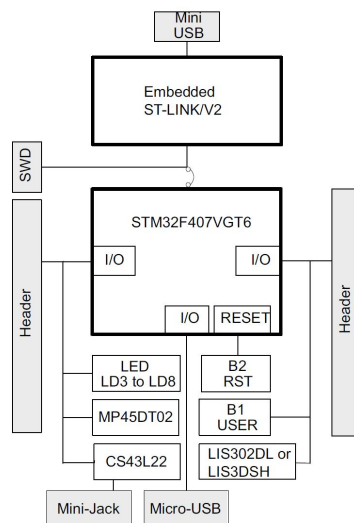 Mini
USB
Embedded
ST-LINK/V2
SWD
STM32F407VGT6
I/O
I/O
Header
Header
I/O
RESET
LED
LD3 to LD8
B2
RST
MP45DT02
B1
USER
CS43L22
LIS302DL or
LIS3DSH
Mini-Jack
Micro-USB